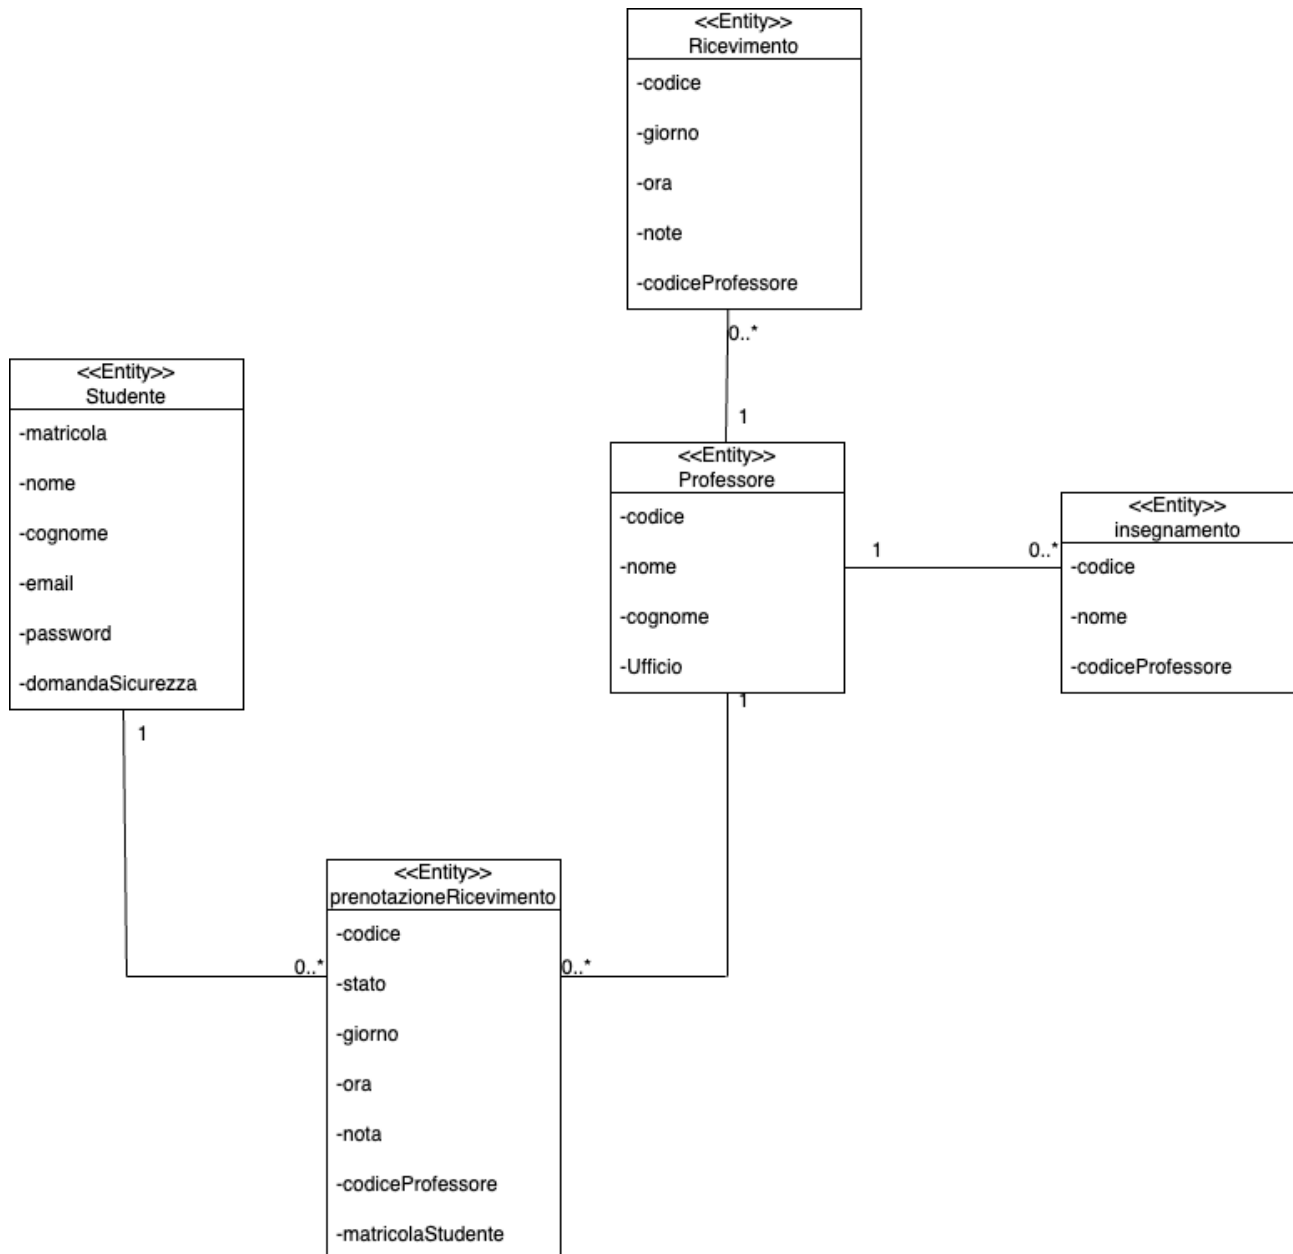 <<Entity>>
Ricevimento
-codice
-giorno
-ora
-note
-codiceProfessore
0..*
1
<<Entity>>
Studente
-matricola
-nome
-cognome
-email
-password
-domandaSicurezza
1
<<Entity>>
Professore
-codice
-nome
-cognome
-Ufficio
1
1
0..*
<<Entity>>
insegnamento
-codice
-nome
-codiceProfessore
<<Entity>>
prenotazioneRicevimento
0..*
0..*
-codice
-stato
-giorno
-ora
-nota
-codiceProfessore
-matricolaStudente